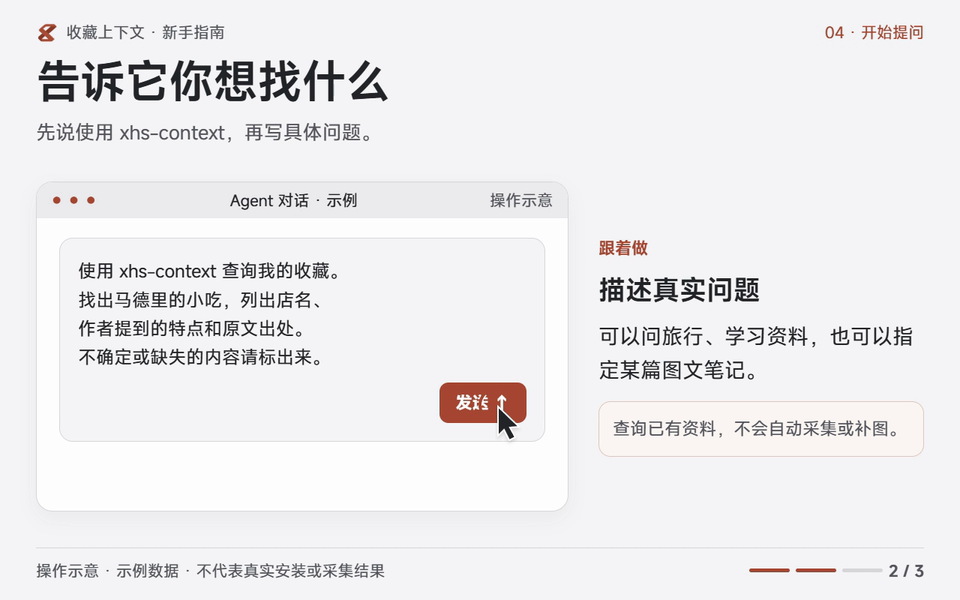 收藏上下文 · 新手指南
04 · 开始提问
告诉它你想找什么
先说使用 xhs-context，再写具体问题。
Agent 对话 · 示例
操作示意
使用 xhs-context 查询我的收藏。
找出马德里的小吃，列出店名、
作者提到的特点和原文出处。
不确定或缺失的内容请标出来。
发送 ↑
跟着做
描述真实问题
可以问旅行、学习资料，也可以指
定某篇图文笔记。
查询已有资料，不会自动采集或补图。
操作示意 · 示例数据 · 不代表真实安装或采集结果
2 / 3